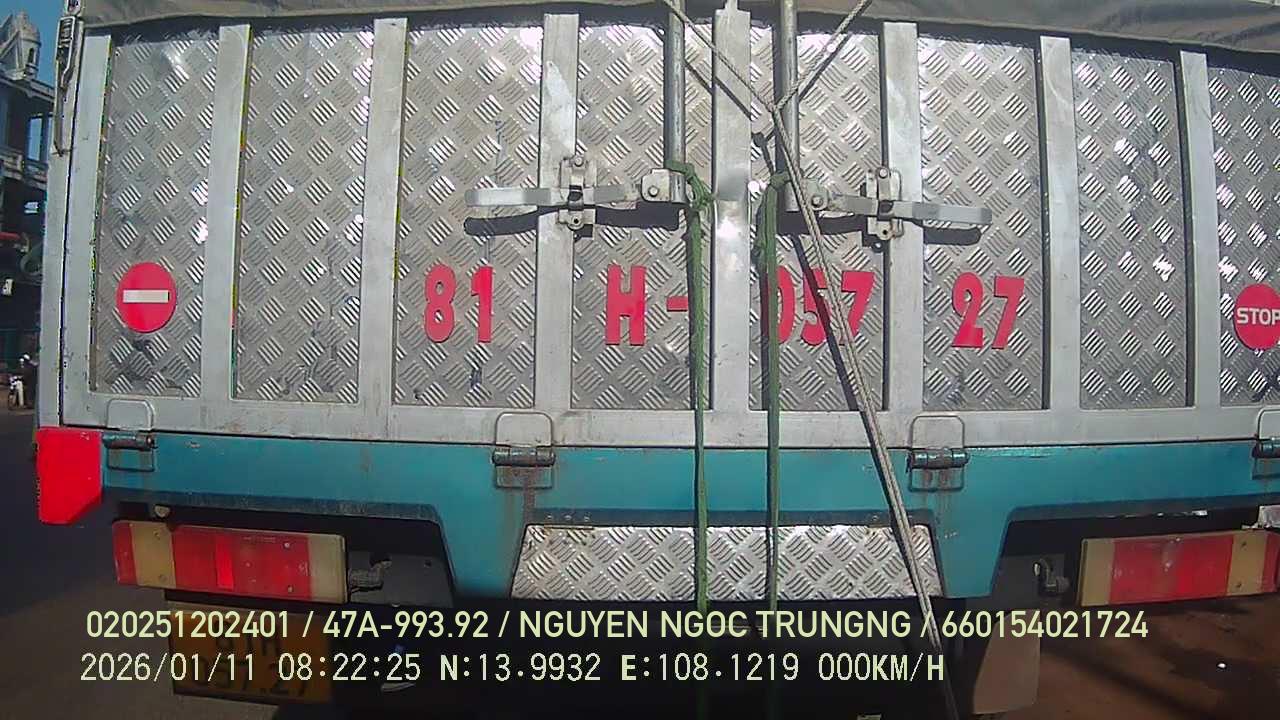 81 H-057 27
STOP
020251202401 / 47A-993.92 / NGUYEN NGOC TRUNGNG / 660154021724
2026/01/11 08:22:25 N:13.9932 E:108.1219 000KM/H